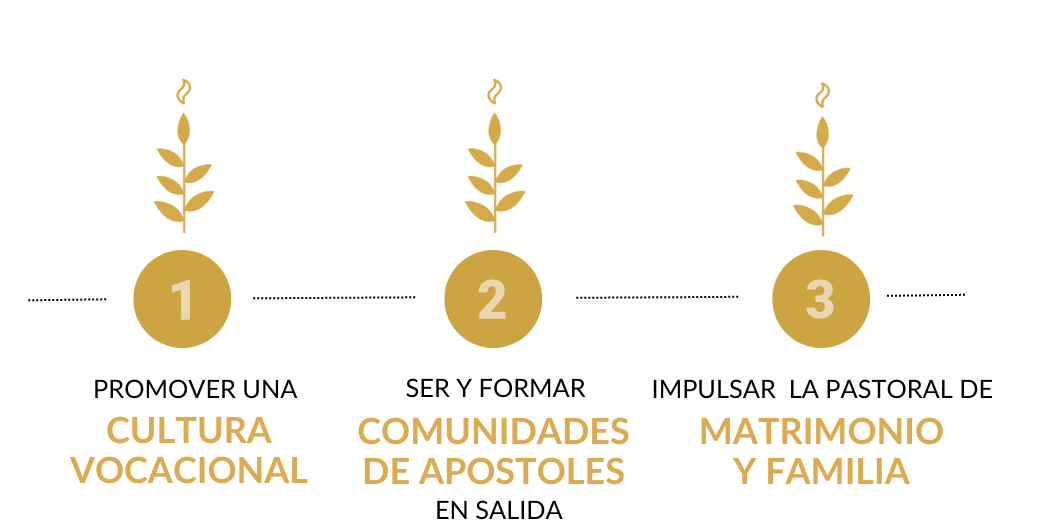 1
2
3
PROMOVER UNA
CULTURA
VOCACIONAL
SER Y FORMAR
COMUNIDADES
DE APOSTOLES
EN SALIDA
IMPULSAR  LA PASTORAL DE
MATRIMONIO
Y FAMILIA